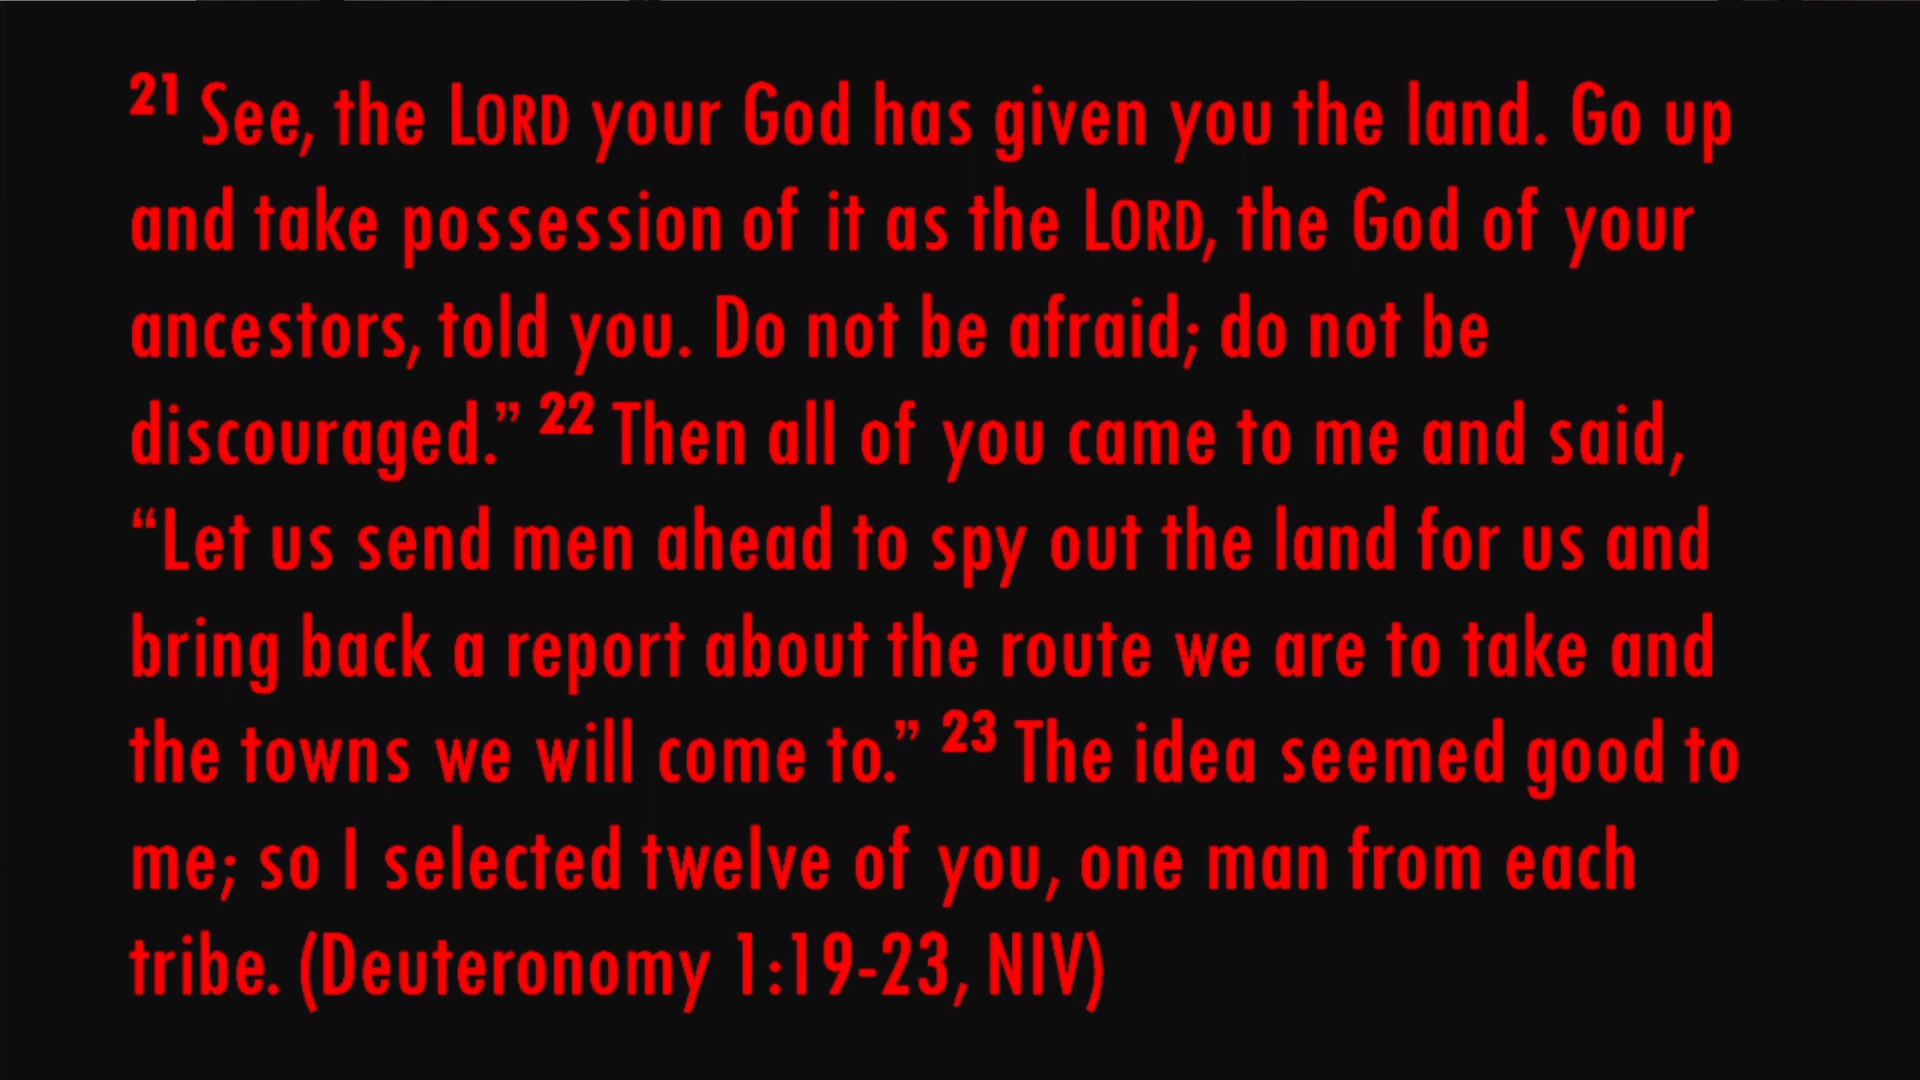 21 See, the LORD your God has given you the land. Go up
and take possession of it as the LORD, the God of your
ancestors, told you. Do not be afraid; do not be
discouraged.” 22 Then all of you came to me and said,
“Let us send men ahead to spy out the land for us and
bring back a report about the route we are to take and
the towns we will come to.” 23 The idea seemed good to
me; so I selected twelve of you, one man from each
tribe. (Deuteronomy 1:19-23, NIV)